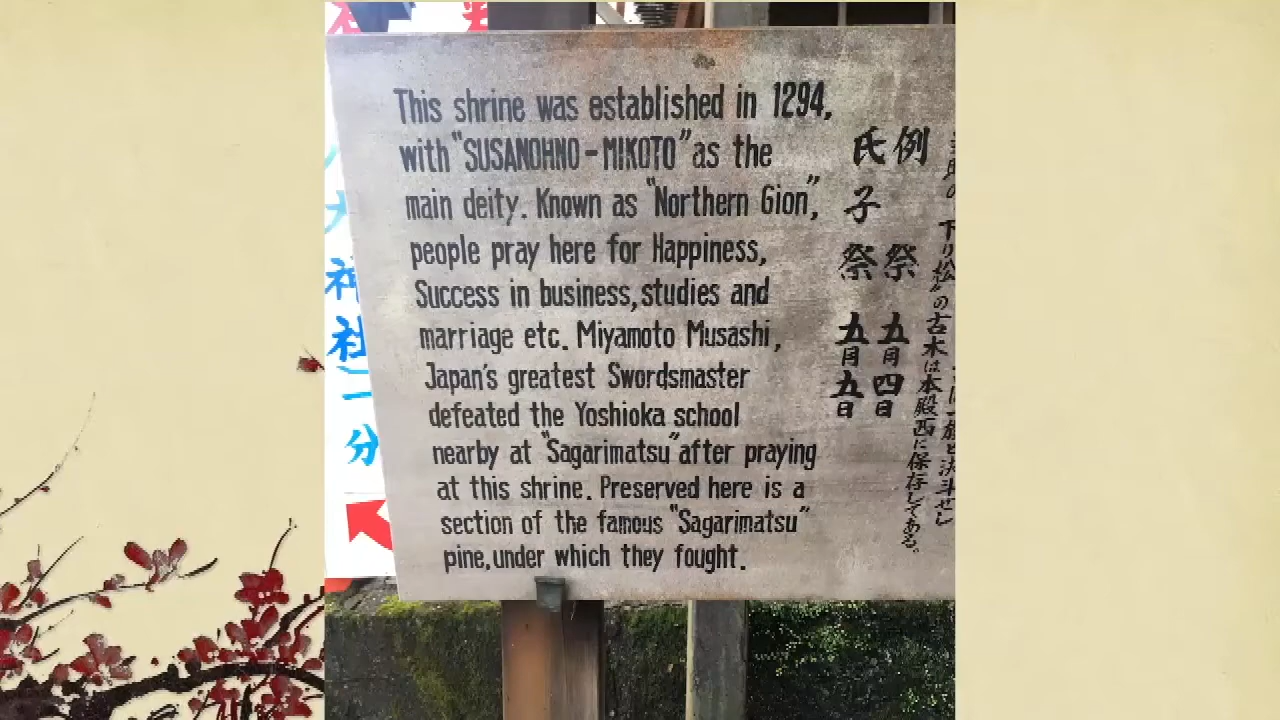 This shrine was established in 1294,
with "SUSANOHNO-MIKOTO" as the
main deity. Known as "Northern Gion",
people pray here for Happiness,
Success in business, studies and
marriage etc. Miyamoto Musashi,
Japan's greatest Swordsmaster
defeated the Yoshioka school
nearby at "Sagarimatsu" after praying
at this shrine. Preserved here is a
section of the famous "Sagarimatsu"
pine, under which they fought.
下り松〟の古木は本殿西に保存してある。
例祭 五月四日
氏子祭 五月五日
神社
分